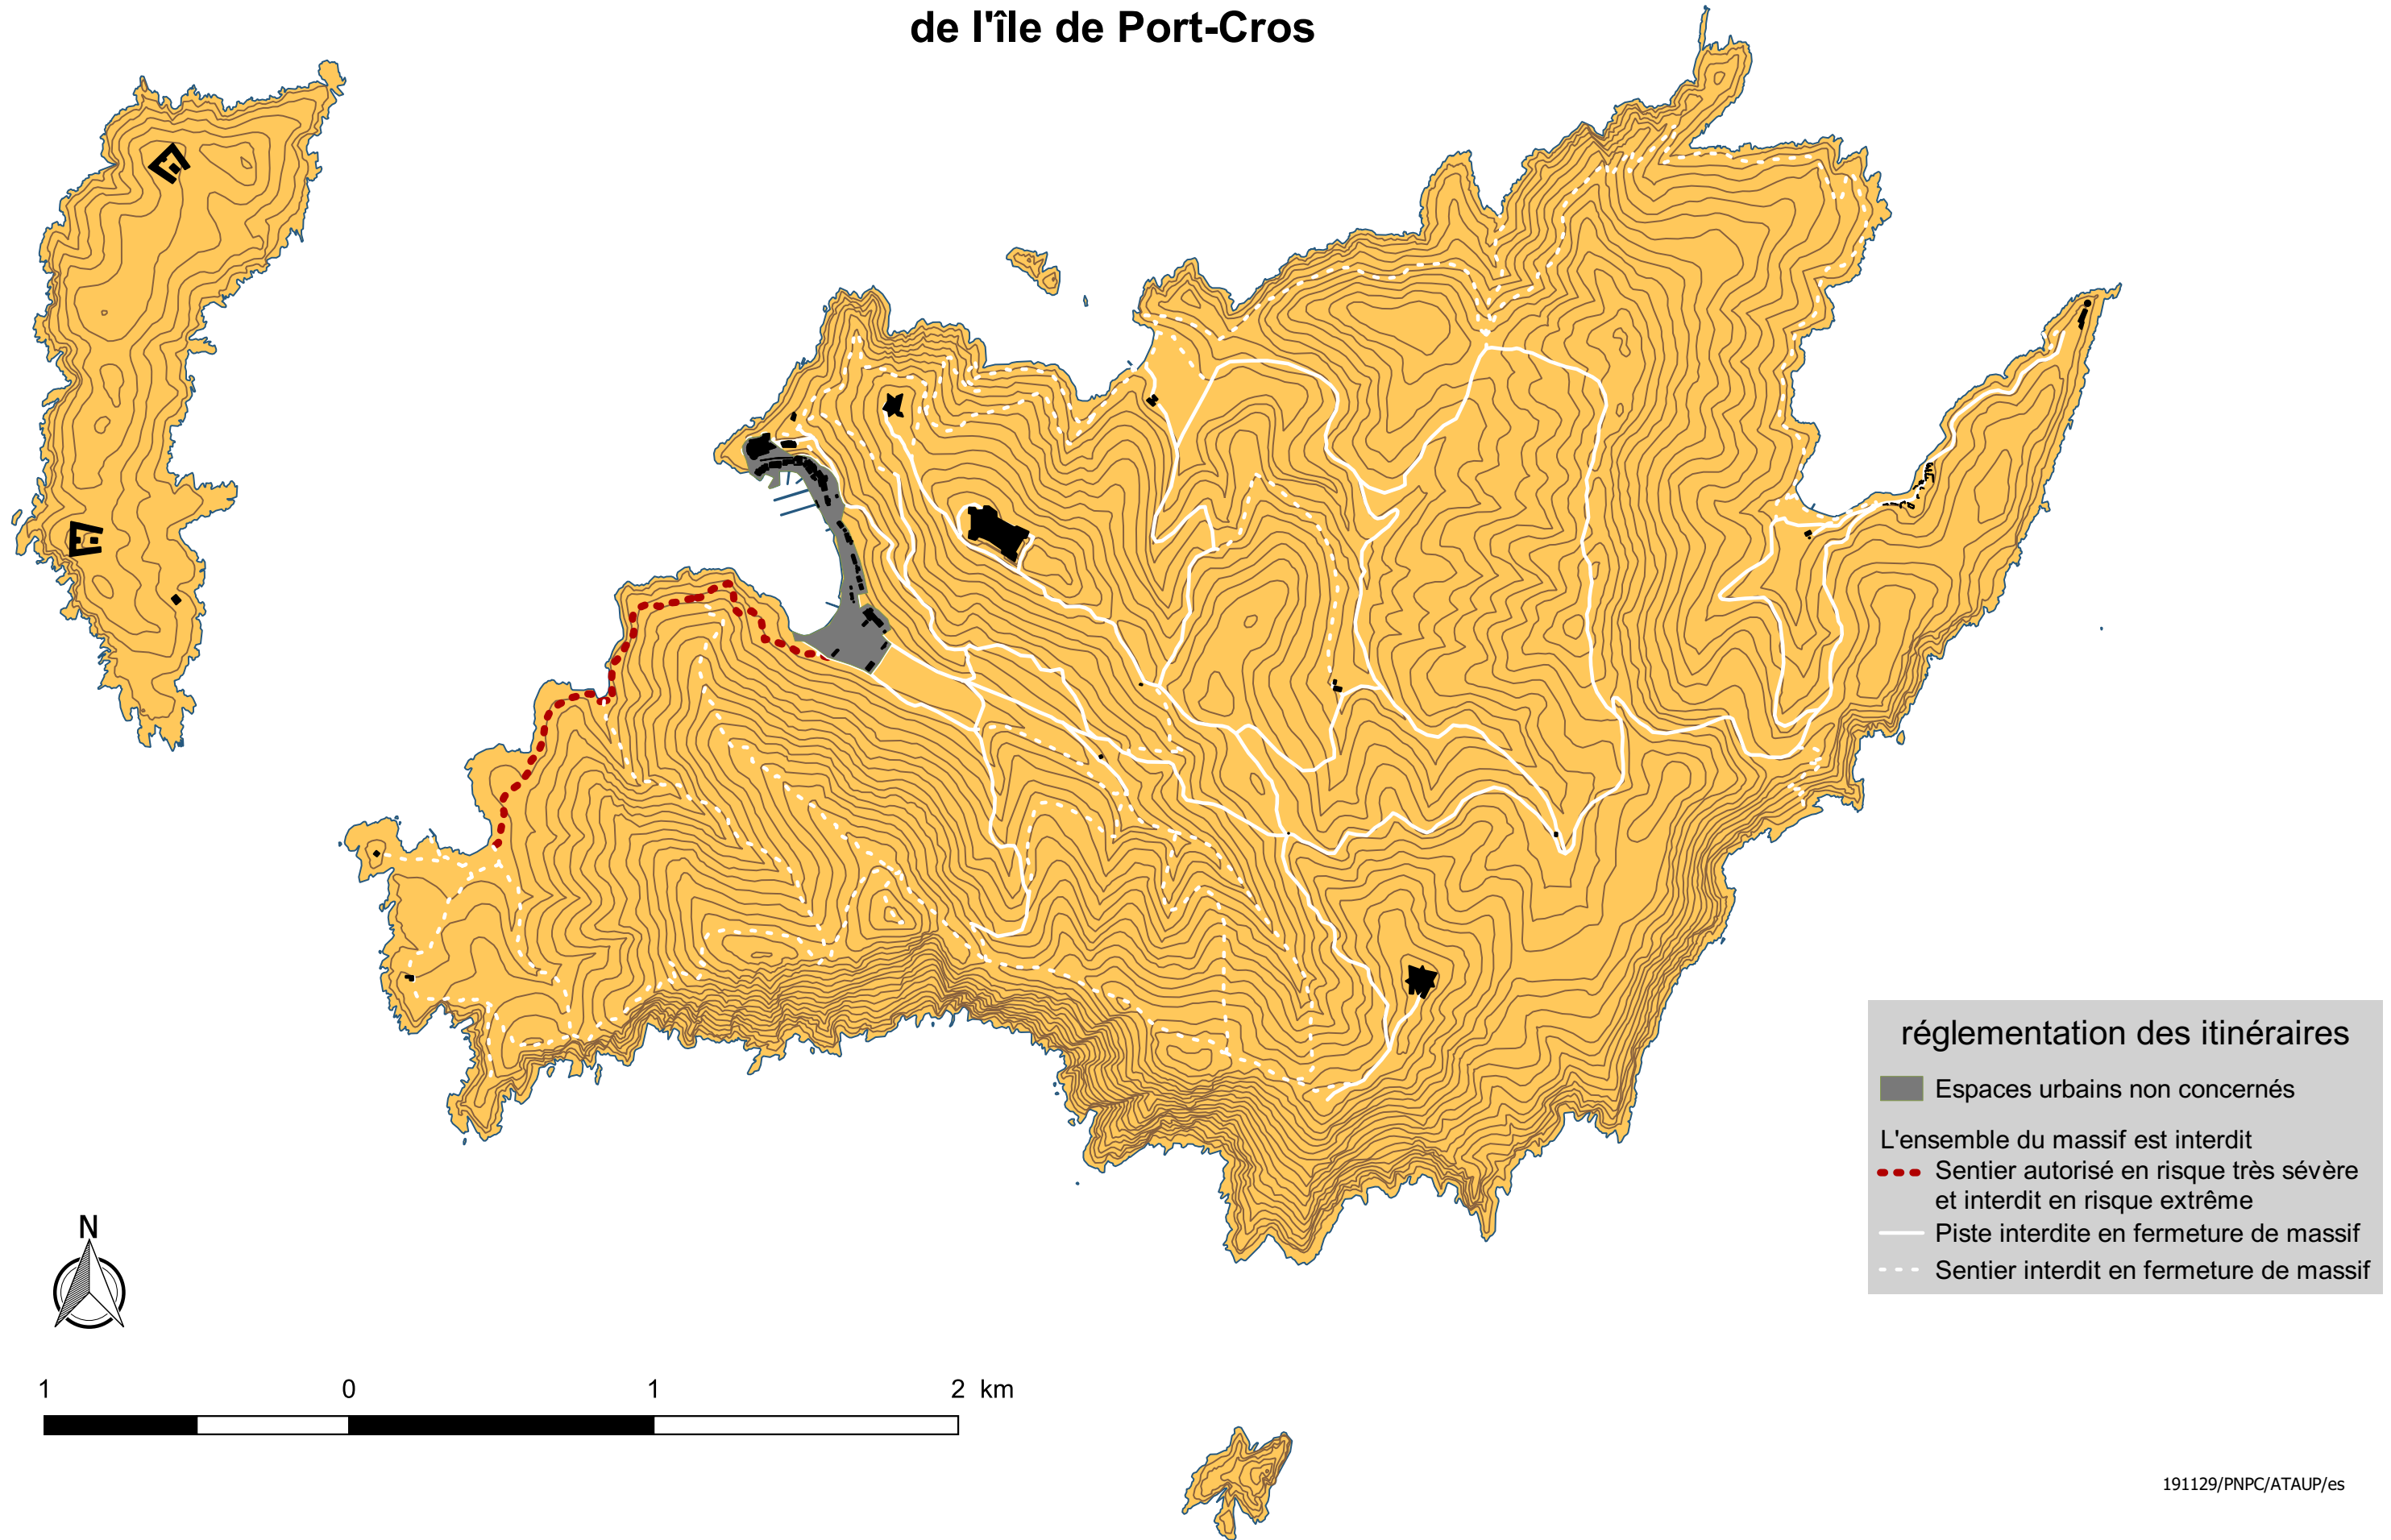 de l'île de Port-Cros
réglementation des itinéraires
Espaces urbains non concernés
L'ensemble du massif est interdit
Sentier autorisé en risque très sévère
et interdit en risque extrême
Piste interdite en fermeture de massif
Sentier interdit en fermeture de massif
N
1 0 1 2 km
191129/PNPC/ATAUP/es